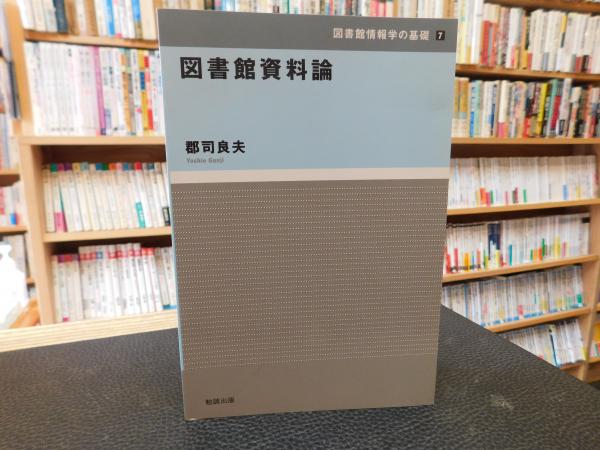 図書館情報学の基礎 7
図書館資料論
郡司良夫
Yoshio Gunji
勉誠出版